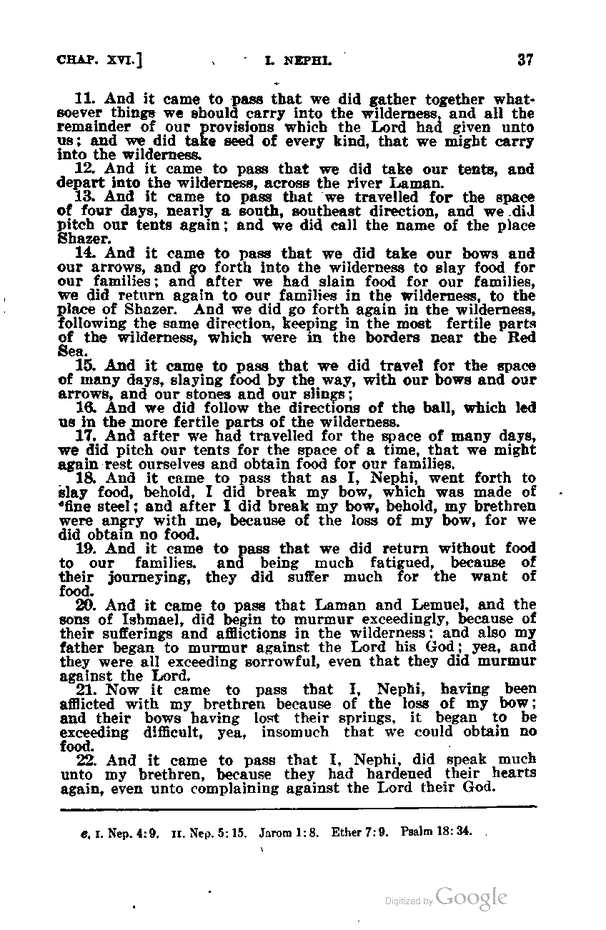 CHAP. XVI.] I. NEPHI. 37
11. And it came to pass that we did gather together what-
soever things we should carry into the wilderness, and all the
remainder of our provisions which the Lord had given unto
us; and we did take seed of every kind, that we might carry
into the wilderness.
12. And it came to pass that we did take our tents, and
depart into the wilderness, across the river Laman.
13. And it came to pass that we travelled for the space
of four days, nearly a south, southeast direction, and we did
pitch our tents again; and we did call the name of the place
Shazer.
14. And it came to pass that we did take our bows and
our arrows, and go forth into the wilderness to slay food for
our families; and after we had slain food for our families,
we did return again to our families in the wilderness, to the
place of Shazer. And we did go forth again in the wilderness,
following the same direction, keeping in the most fertile parts
of the wilderness, which were in the borders near the Red
Sea.
15. And it came to pass that we did travel for the space
of many days, slaying food by the way, with our bows and our
arrows, and our stones and our slings;
16. And we did follow the directions of the ball, which led
us in the more fertile parts of the wilderness.
17. And after we had travelled for the space of many days,
we did pitch our tents for the space of a time, that we might
again rest ourselves and obtain food for our families.
18. And it came to pass that as I, Nephi, went forth to
slay food, behold, I did break my bow, which was made of
ᵉfine steel; and after I did break my bow, behold, my brethren
were angry with me, because of the loss of my bow, for we
did obtain no food.
19. And it came to pass that we did return without food
to our families. and being much fatigued, because of
their journeying, they did suffer much for the want of
food.
20. And it came to pass that Laman and Lemuel, and the
sons of Ishmael, did begin to murmur exceedingly, because of
their sufferings and afflictions in the wilderness; and also my
father began to murmur against the Lord his God; yea, and
they were all exceeding sorrowful, even that they did murmur
against the Lord.
21. Now it came to pass that I, Nephi, having been
afflicted with my brethren because of the loss of my bow;
and their bows having lost their springs, it began to be
exceeding difficult, yea, insomuch that we could obtain no
food.
22. And it came to pass that I, Nephi, did speak much
unto my brethren, because they had hardened their hearts
again, even unto complaining against the Lord their God.
e, I. Nep. 4:9. II. Nep. 5:15. Jarom 1:8. Ether 7:9. Psalm 18:34.
Digitized by Google